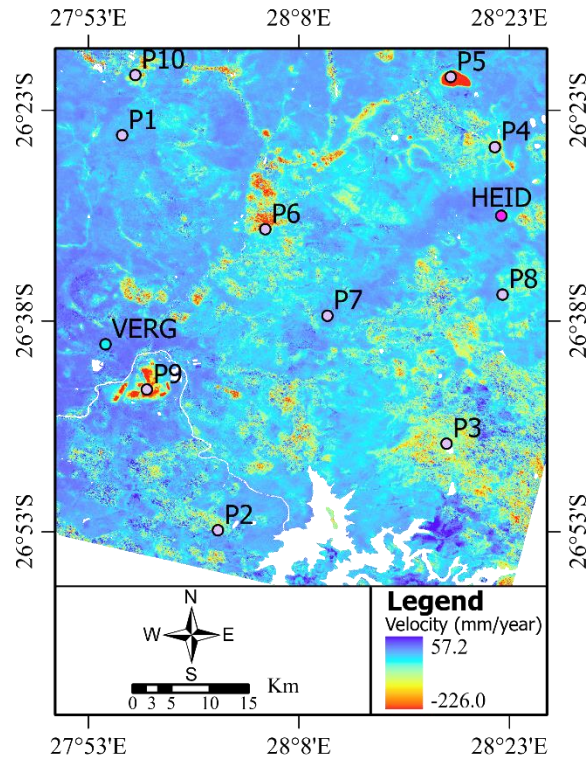 27°53'E 28°8'E 28°23'E
P10
P5
26°23'S 26°23'S
P1
P4
HEID
P6
P8
P7
26°38'S 26°38'S
VERG
P9
P3
P2
26°53'S 26°53'S
N
W E
S
0 3 5 10 15 Km
Legend
Velocity (mm/year)
57.2
-226.0
27°53'E 28°8'E 28°23'E